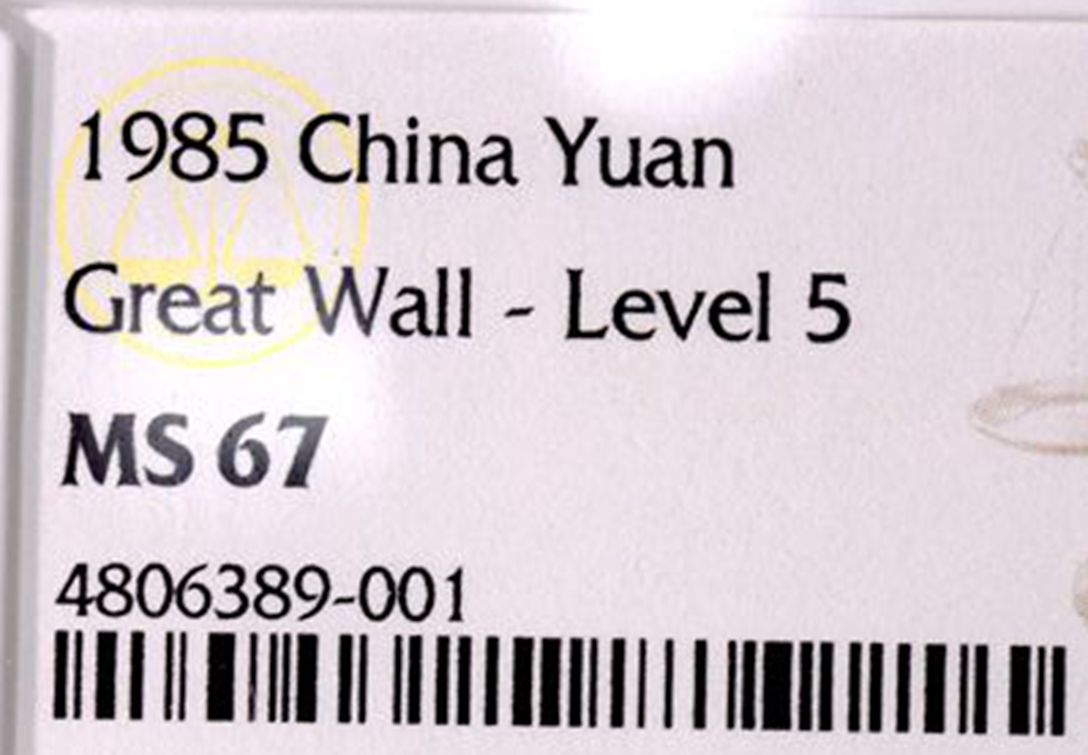 1985 China Yuan
Great Wall - Level 5
MS 67
4806389-001